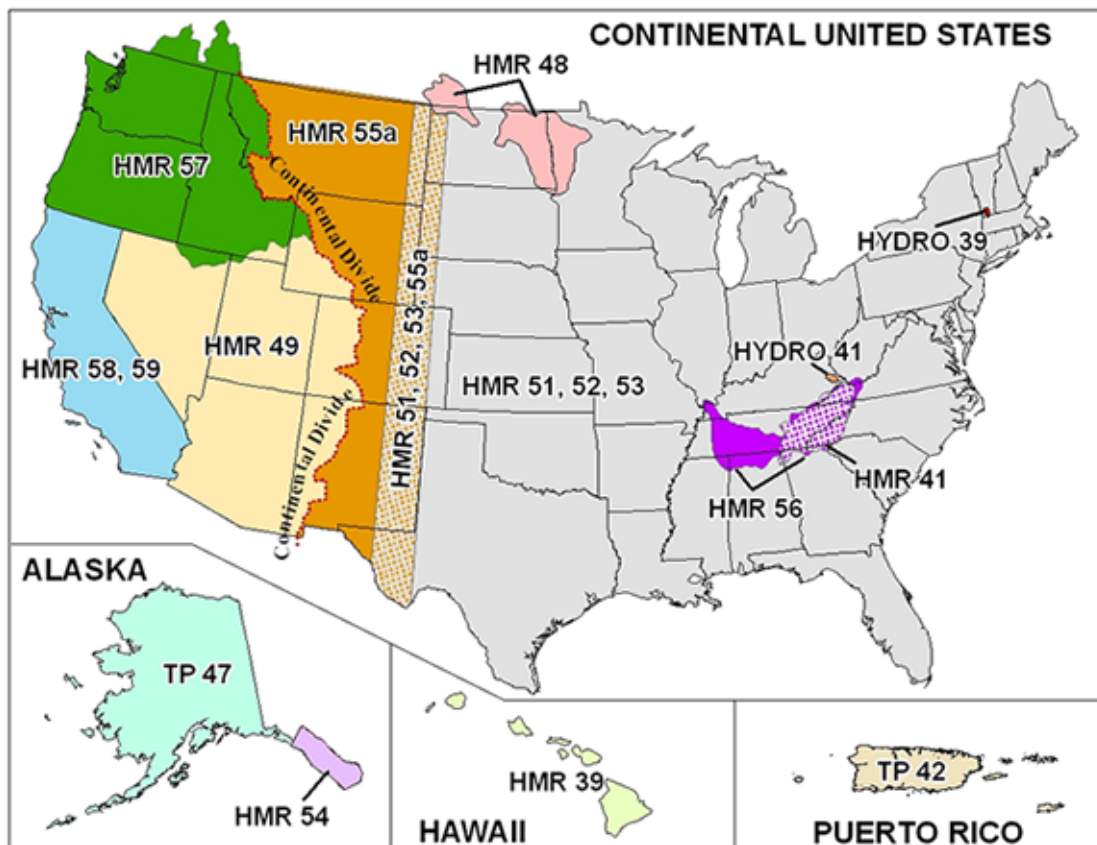 CONTINENTAL UNITED STATES
HMR 48
HMR 55a
HMR 57
Continental Divide
HYDRO 39
HMR 51, 52, 53, 55a
HMR 49
HYDRO 41
HMR 58, 59
HMR 51, 52, 53
Continental Divide
HMR 41
HMR 56
ALASKA
TP 47
HMR 54
HMR 39
HAWAII
TP 42
PUERTO RICO